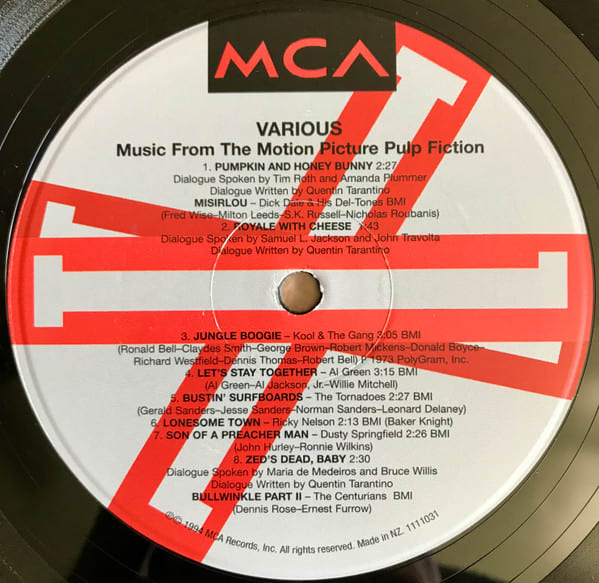 MCA
VARIOUS
Music From The Motion Picture Pulp Fiction
1. PUMPKIN AND HONEY BUNNY 2:27
Dialogue Spoken by Tim Roth and Amanda Plummer
Dialogue Written by Quentin Tarantino
MISIRLOU – Dick Dale & His Del-Tones BMI
(Fred Wise–Milton Leeds–S.K. Russell–Nicholas Roubanis)
2. ROYALE WITH CHEESE 1:43
Dialogue Spoken by Samuel L. Jackson and John Travolta
Dialogue Written by Quentin Tarantino
3. JUNGLE BOOGIE – Kool & The Gang 3:05 BMI
(Ronald Bell–Claydes Smith–George Brown–Robert Mickens–Donald Boyce–
Richard Westfield–Dennis Thomas–Robert Bell) P 1973 PolyGram, Inc.
4. LET'S STAY TOGETHER – Al Green 3:15 BMI
(Al Green–Al Jackson, Jr.–Willie Mitchell)
5. BUSTIN' SURFBOARDS – The Tornadoes 2:27 BMI
(Gerald Sanders–Jesse Sanders–Norman Sanders–Leonard Delaney)
6. LONESOME TOWN – Ricky Nelson 2:13 BMI (Baker Knight)
7. SON OF A PREACHER MAN – Dusty Springfield 2:26 BMI
(John Hurley–Ronnie Wilkins)
8. ZED'S DEAD, BABY 2:30
Dialogue Spoken by Maria de Medeiros and Bruce Willis
Dialogue Written by Quentin Tarantino
BULLWINKLE PART II – The Centurians BMI
(Dennis Rose–Ernest Furrow)
℗© 1994 MCA Records, Inc. All rights reserved. Made in NZ. 1111031